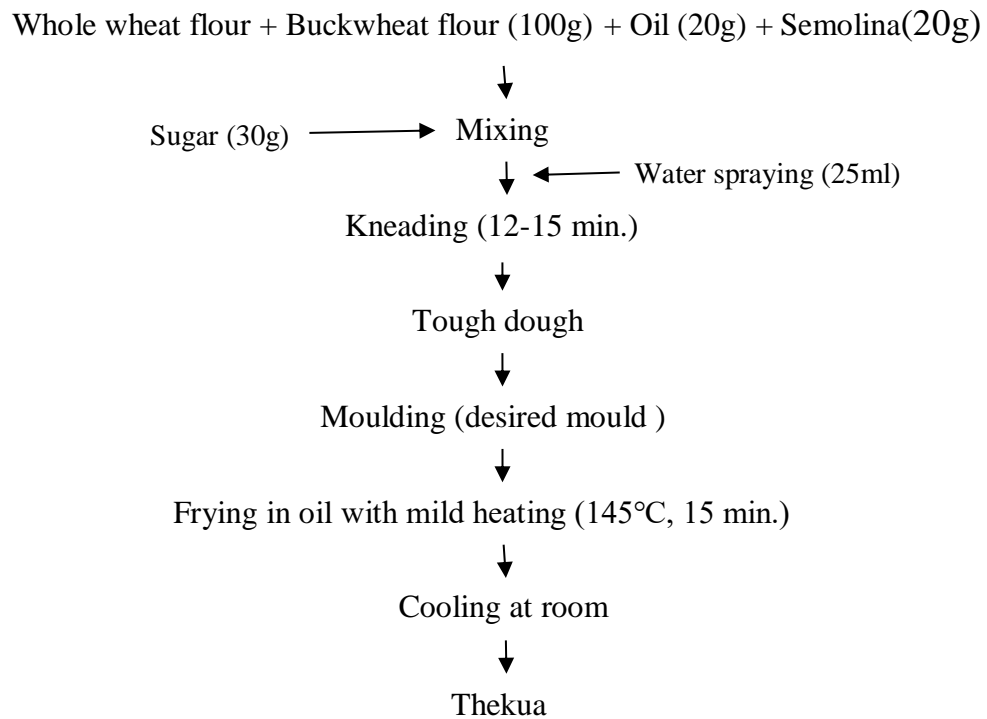 Whole wheat flour + Buckwheat flour (100g) + Oil (20g) + Semolina(20g)
Sugar (30g)
Mixing
Water spraying (25ml)
Kneading (12-15 min.)
Tough dough
Moulding (desired mould )
Frying in oil with mild heating (145°C, 15 min.)
Cooling at room
Thekua